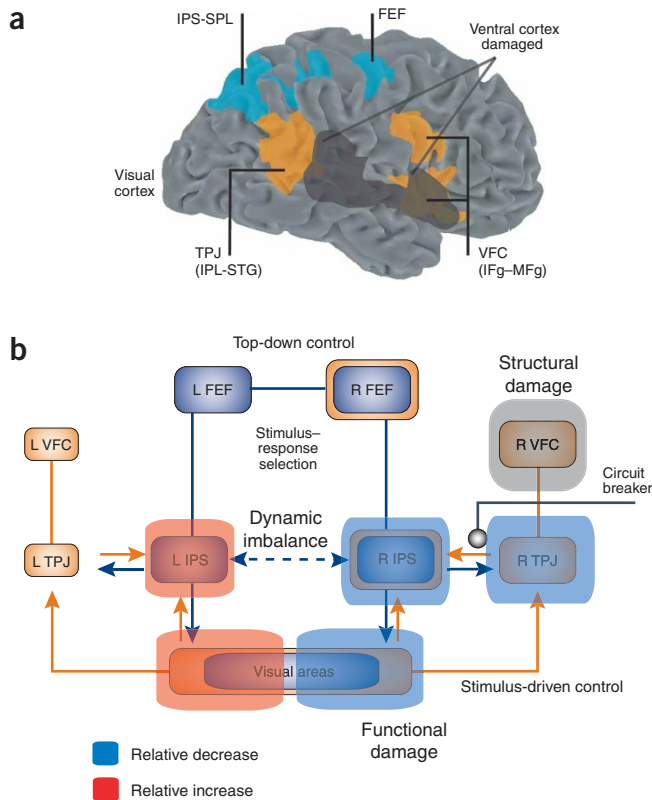 a
IPS-SPL
FEF
Ventral cortex
damaged
Visual
cortex
TPJ
(IPL-STG)
VFC
(IFg–MFg)
b
Top-down control
Structural
damage
L FEF
R FEF
L VFC
Stimulus–
response
selection
R VFC
Circuit
breaker
Dynamic
imbalance
L TPJ
L IPS
R IPS
R TPJ
Visual areas
Stimulus-driven control
Functional
damage
Relative decrease
Relative increase